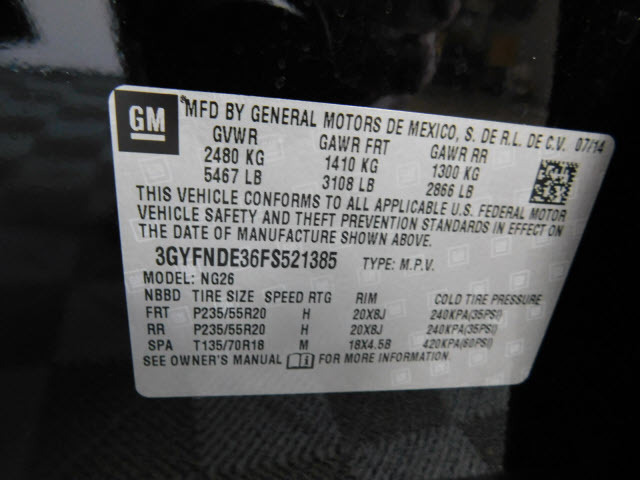 GM MFD BY GENERAL MOTORS DE MEXICO, S. DE R.L. DE C.V. 07/14
GVWR GAWR FRT GAWR RR
2480 KG 1410 KG 1300 KG
5467 LB 3108 LB 2866 LB
THIS VEHICLE CONFORMS TO ALL APPLICABLE U.S. FEDERAL MOTOR
VEHICLE SAFETY AND THEFT PREVENTION STANDARDS IN EFFECT ON
THE DATE OF MANUFACTURE SHOWN ABOVE.
3GYFNDE36FS521385 TYPE: M.P.V.
MODEL: NG26
NBBD TIRE SIZE SPEED RTG RIM COLD TIRE PRESSURE
FRT P235/55R20 H 20X8J 240KPA(35PSI)
RR P235/55R20 H 20X8J 240KPA(35PSI)
SPA T135/70R18 M 18X4.5B 420KPA(60PSI)
SEE OWNER'S MANUAL FOR MORE INFORMATION.